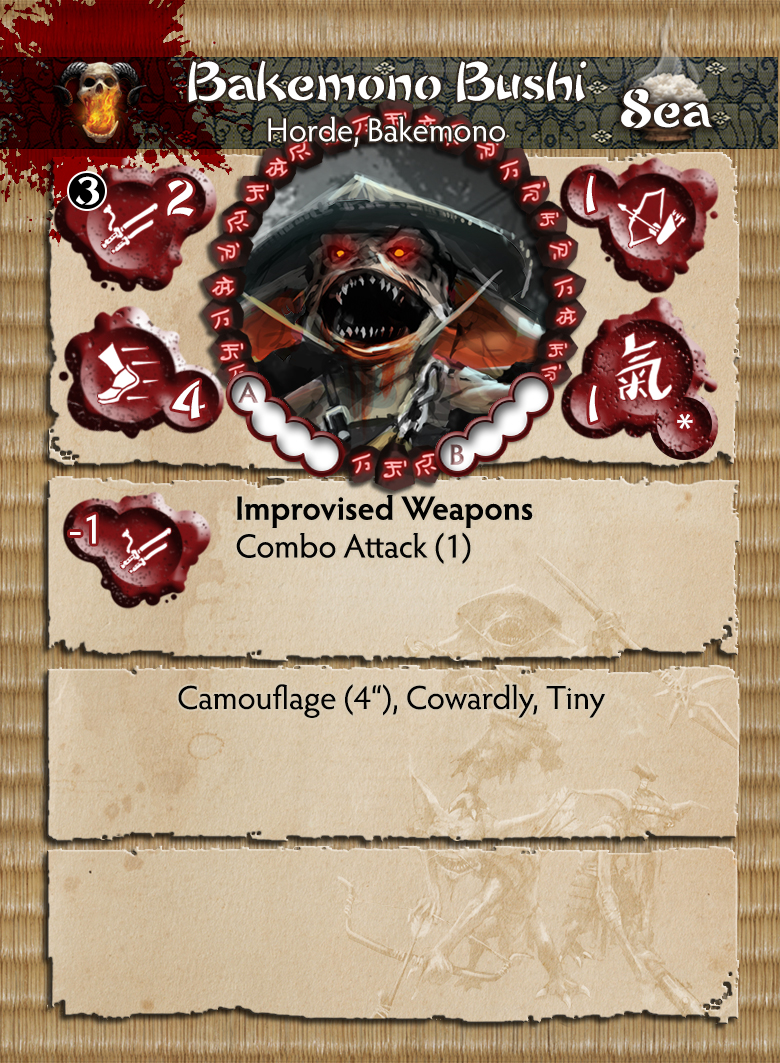 Bakemono Bushi
8ea
Horde, Bakemono
3 2
1
A
4
B
氣
1 *
-1
Improvised Weapons
Combo Attack (1)
Camouflage (4“), Cowardly, Tiny